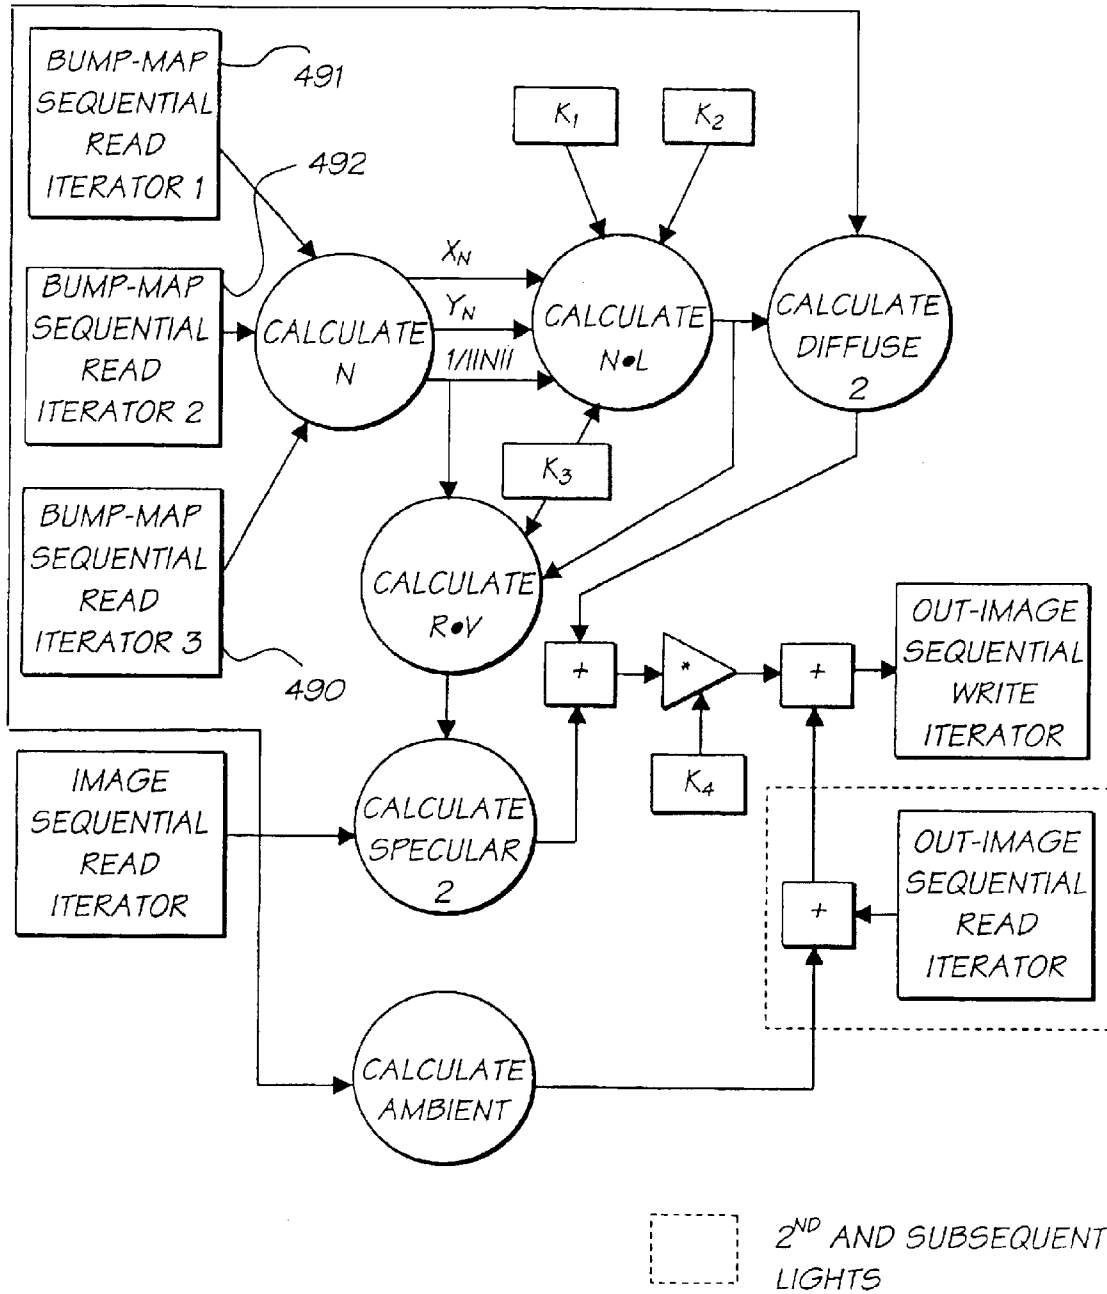 BUMP-MAP
SEQUENTIAL
READ
ITERATOR 1
491
K1
K2
492
BUMP-MAP
SEQUENTIAL
READ
ITERATOR 2
CALCULATE
N
XN
YN
1/||N||
CALCULATE
N•L
CALCULATE
DIFFUSE
2
K3
BUMP-MAP
SEQUENTIAL
READ
ITERATOR 3
490
CALCULATE
R•V
+
*
+
K4
OUT-IMAGE
SEQUENTIAL
WRITE
ITERATOR
IMAGE
SEQUENTIAL
READ
ITERATOR
CALCULATE
SPECULAR
2
+
OUT-IMAGE
SEQUENTIAL
READ
ITERATOR
CALCULATE
AMBIENT
2ND AND SUBSEQUENT
LIGHTS